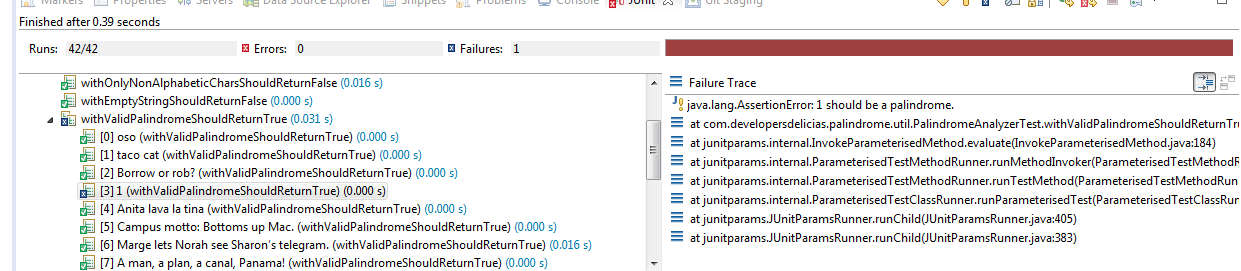 Markers Properties Servers Data Source Explorer Snippets Problems Console JUnit Git Staging
Finished after 0.39 seconds
Runs: 42/42 Errors: 0 Failures: 1
withOnlyNonAlphabeticCharsShouldReturnFalse (0.016 s)
withEmptyStringShouldReturnFalse (0.000 s)
withValidPalindromeShouldReturnTrue (0.031 s)
[0] oso (withValidPalindromeShouldReturnTrue) (0.000 s)
[1] taco cat (withValidPalindromeShouldReturnTrue) (0.000 s)
[2] Borrow or rob? (withValidPalindromeShouldReturnTrue) (0.000 s)
[3] 1 (withValidPalindromeShouldReturnTrue) (0.000 s)
[4] Anita lava la tina (withValidPalindromeShouldReturnTrue) (0.000 s)
[5] Campus motto: Bottoms up Mac. (withValidPalindromeShouldReturnTrue) (0.000 s)
[6] Marge lets Norah see Sharon's telegram. (withValidPalindromeShouldReturnTrue) (0.016 s)
[7] A man, a plan, a canal, Panama! (withValidPalindromeShouldReturnTrue) (0.000 s)
Failure Trace
java.lang.AssertionError: 1 should be a palindrome.
at com.developersdelicias.palindrome.util.PalindromeAnalyzerTest.withValidPalindromeShouldReturnTru
at junitparams.internal.InvokeParameterisedMethod.evaluate(InvokeParameterisedMethod.java:184)
at junitparams.internal.ParameterisedTestMethodRunner.runMethodInvoker(ParameterisedTestMethodR
at junitparams.internal.ParameterisedTestMethodRunner.runTestMethod(ParameterisedTestMethodRun
at junitparams.internal.ParameterisedTestClassRunner.runParameterisedTest(ParameterisedTestClassRun
at junitparams.JUnitParamsRunner.runChild(JUnitParamsRunner.java:405)
at junitparams.JUnitParamsRunner.runChild(JUnitParamsRunner.java:383)